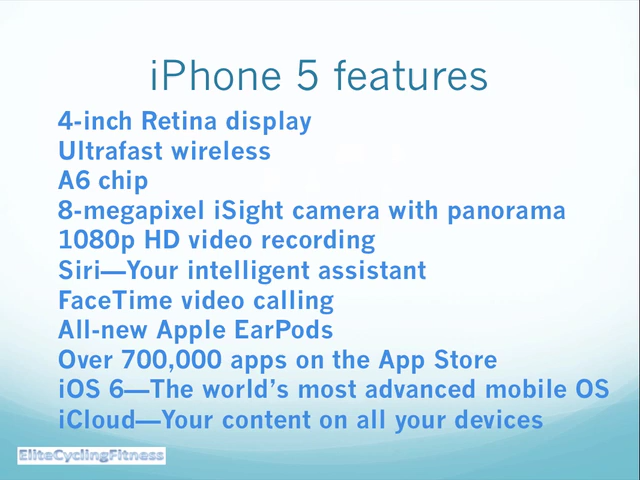 iPhone 5 features
4-inch Retina display
Ultrafast wireless
A6 chip
8-megapixel iSight camera with panorama
1080p HD video recording
Siri—Your intelligent assistant
FaceTime video calling
All-new Apple EarPods
Over 700,000 apps on the App Store
iOS 6—The world’s most advanced mobile OS
iCloud—Your content on all your devices
EliteCyclingFitness